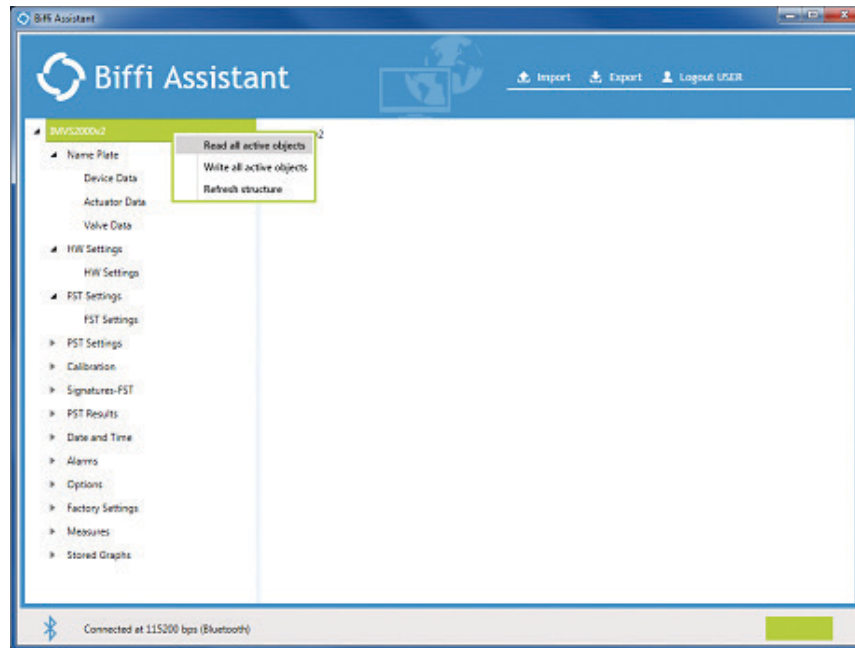 Biffi Assistant
Biffi Assistant
Import Export Logout USER
IMVS2000v2
v2
Read all active objects
Write all active objects
Refresh structure
Name Plate
Device Data
Actuator Data
Valve Data
HW Settings
HW Settings
FST Settings
FST Settings
PST Settings
Calibration
Signatures-FST
PST Results
Date and Time
Alarms
Options
Factory Settings
Measures
Stored Graphs
Connected at 115200 bps (Bluetooth)